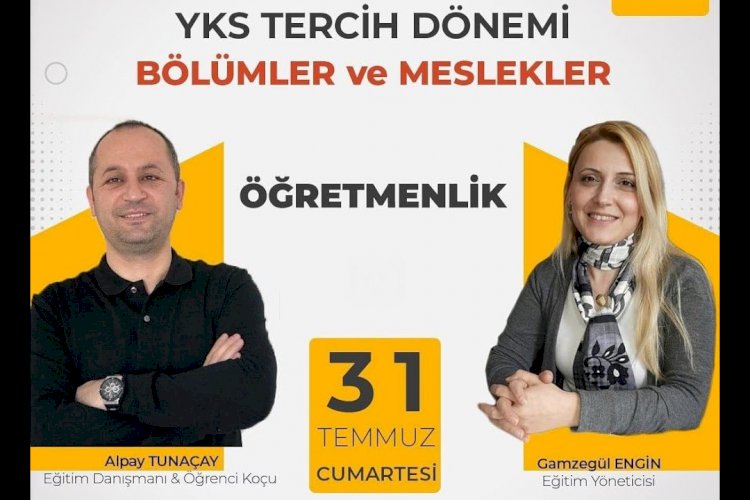 YKS TERCİH DÖNEMİ
BÖLÜMLER ve MESLEKLER
ÖĞRETMENLİK
31
TEMMUZ
CUMARTESİ
Alpay TUNAÇAY
Eğitim Danışmanı & Öğrenci Koçu
Gamzegül ENGİN
Eğitim Yöneticisi